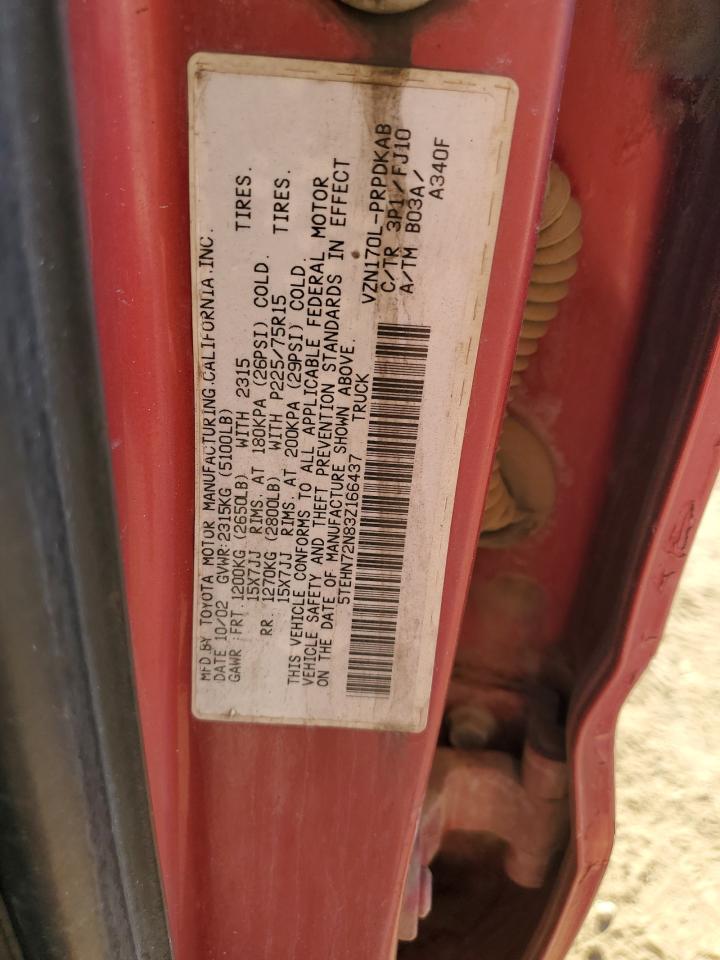 MFD.BY TOYOTA MOTOR MANUFACTURING.CALIFORNIA.INC.
DATE 10/02 GVWR:2315KG (5100LB)
GAWR :FRT.1200KG (2650LB) WITH 2315 TIRES.
15X7JJ RIMS. AT 180KPA (26PSI) COLD.
RR. 1270KG (2800LB) WITH P225/75R15 TIRES.
15X7JJ RIMS. AT 200KPA (29PSI) COLD.
THIS VEHICLE CONFORMS TO ALL APPLICABLE FEDERAL MOTOR
VEHICLE SAFETY AND THEFT PREVENTION STANDARDS IN EFFECT
ON THE DATE OF MANUFACTURE SHOWN ABOVE.
5TEHN72N83Z166437 TRUCK
VZN170L-PRPDKAB
C/TR 3P1/FJ10
A/TM B03A/
A340F